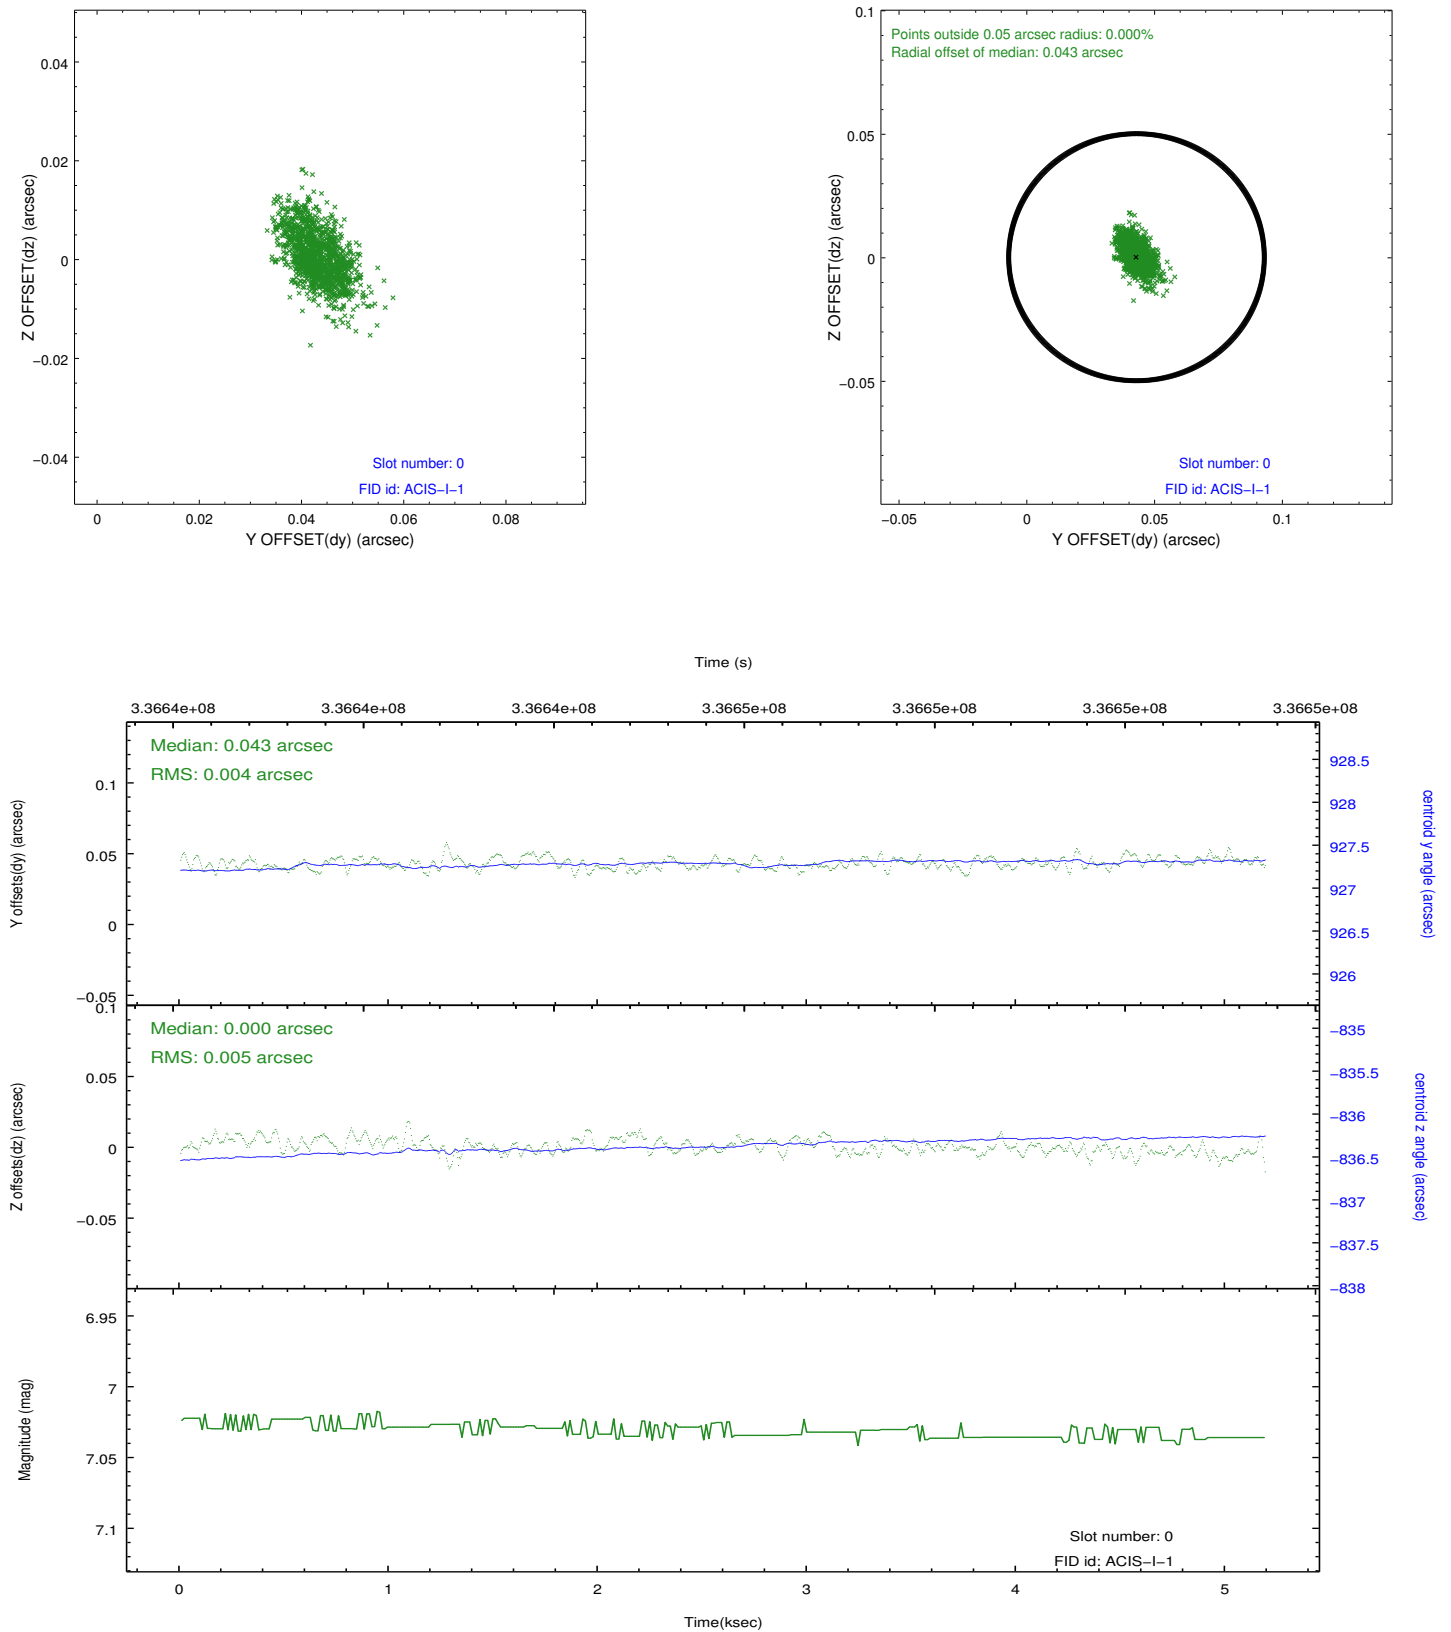 0.04
0.02
0
−0.02
−0.04
Z OFFSET(dz) (arcsec)
Slot number: 0
FID id: ACIS−I−1
0
0.02
0.04
0.06
0.08
Y OFFSET(dy) (arcsec)
Points outside 0.05 arcsec radius: 0.000%
Radial offset of median: 0.043 arcsec
0.1
0.05
0
−0.05
Z OFFSET(dz) (arcsec)
Slot number: 0
FID id: ACIS−I−1
−0.05
0
0.05
0.1
Y OFFSET(dy) (arcsec)
Time (s)
3.3664e+08
3.3664e+08
3.3664e+08
3.3665e+08
3.3665e+08
3.3665e+08
3.3665e+08
Median: 0.043 arcsec
RMS: 0.004 arcsec
0.1
0.05
0
−0.05
Y offsets(dy) (arcsec)
928.5
928
927.5
927
926.5
926
centroid y angle (arcsec)
Median: 0.000 arcsec
RMS: 0.005 arcsec
0.1
0.05
0
−0.05
Z offsets(dz) (arcsec)
−835
−835.5
−836
−836.5
−837
−837.5
−838
centroid z angle (arcsec)
6.95
7
7.05
7.1
Magnitude (mag)
Slot number: 0
FID id: ACIS−I−1
0
1
2
3
4
5
Time(ksec)